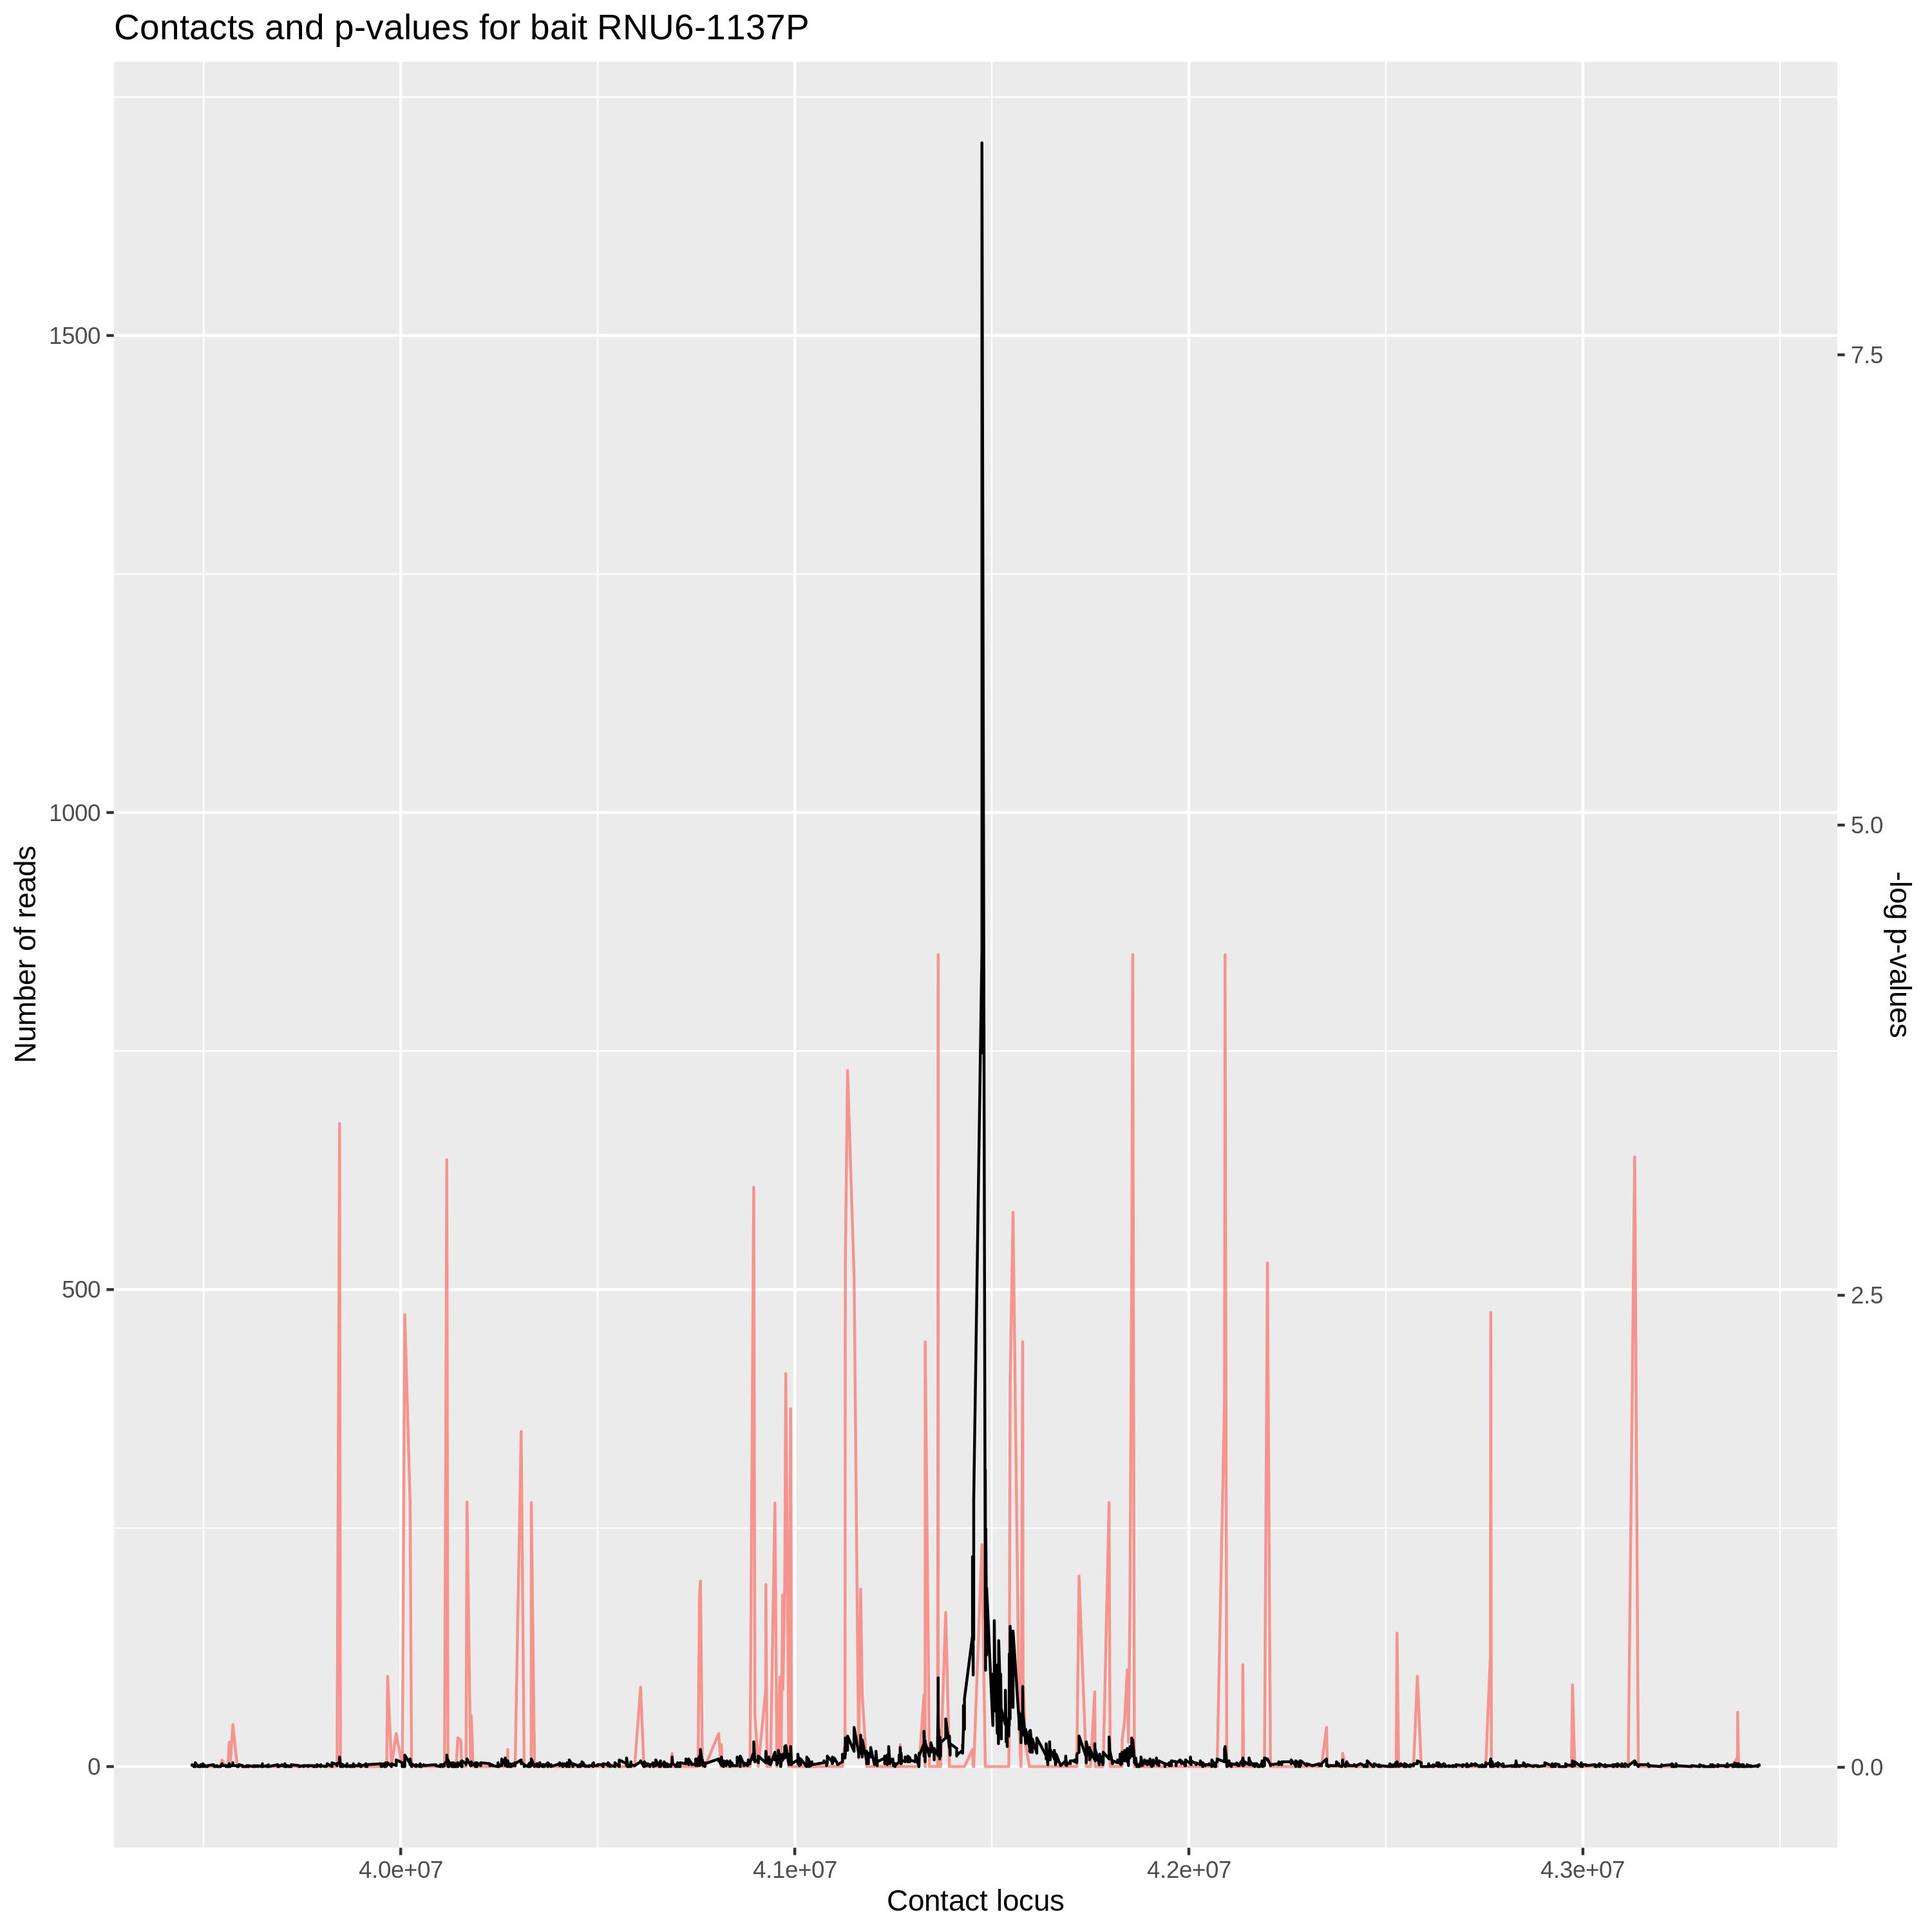 Contacts and p-values for bait RNU6-1137P
1500
1000
500
0
Number of reads
7.5
5.0
2.5
0.0
-log p-values
4.0e+07
4.1e+07
4.2e+07
4.3e+07
Contact locus